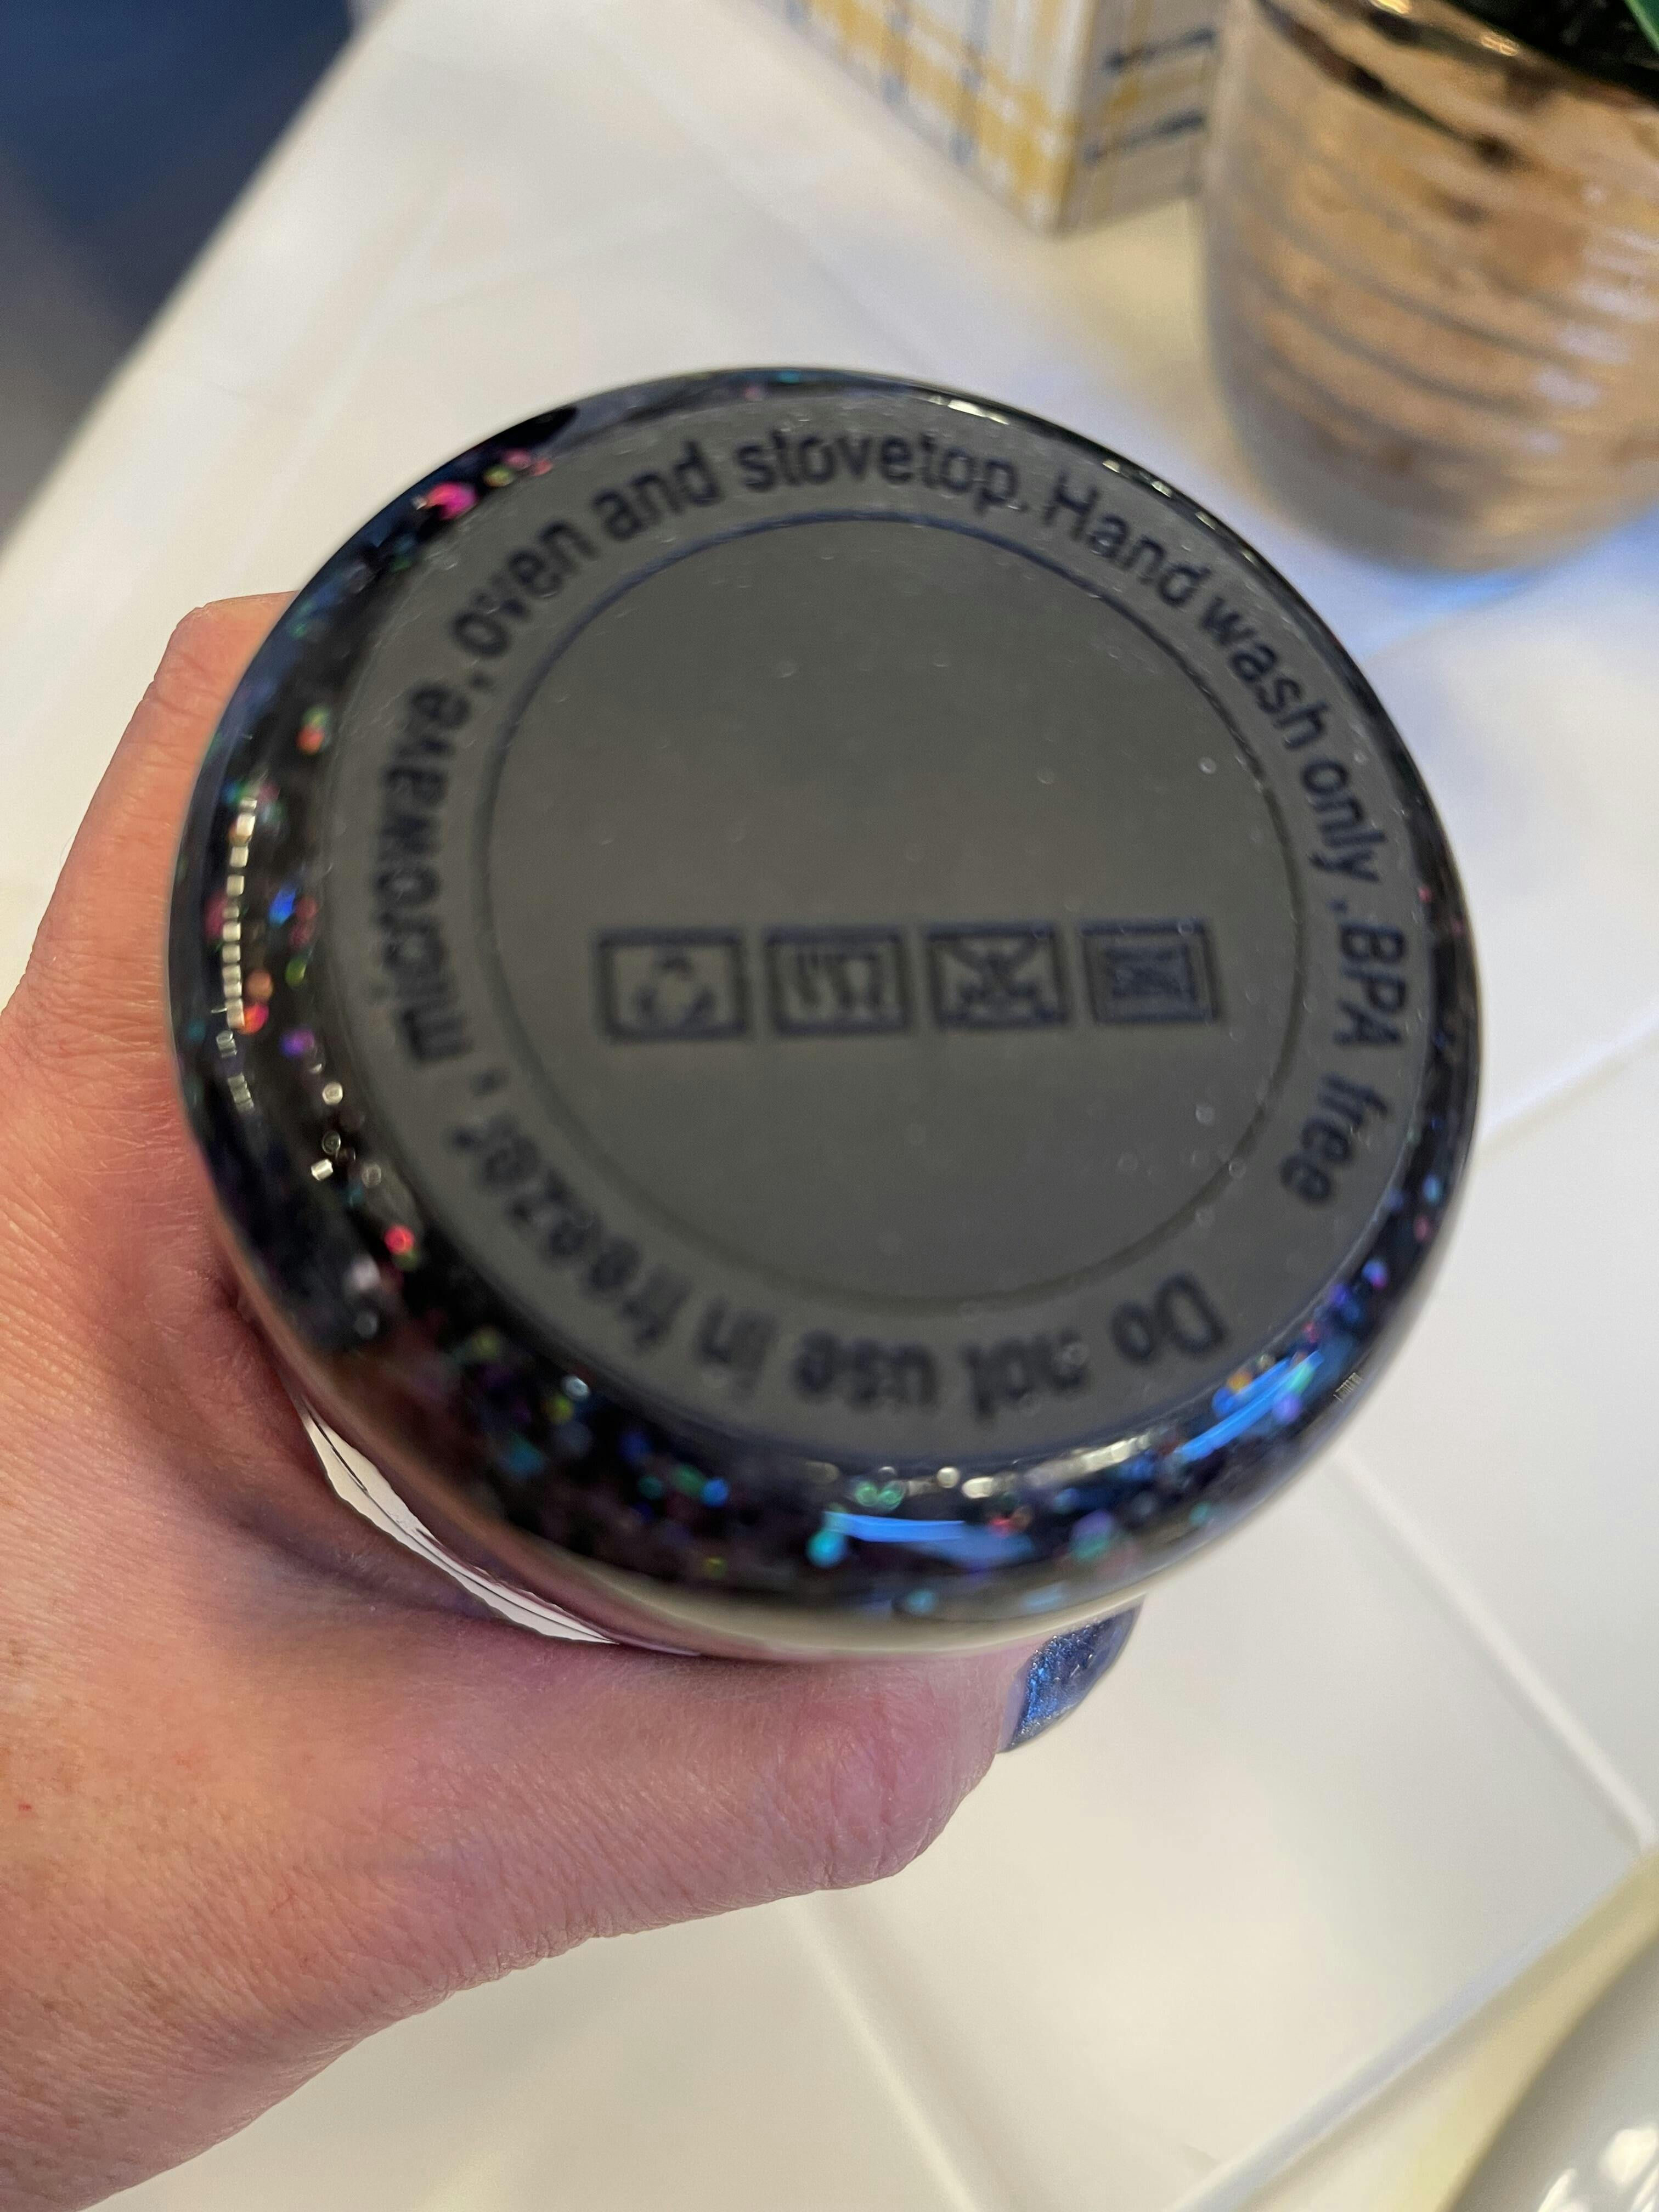 Do not use in freezer, microwave, oven and stovetop. Hand wash only .BPA free